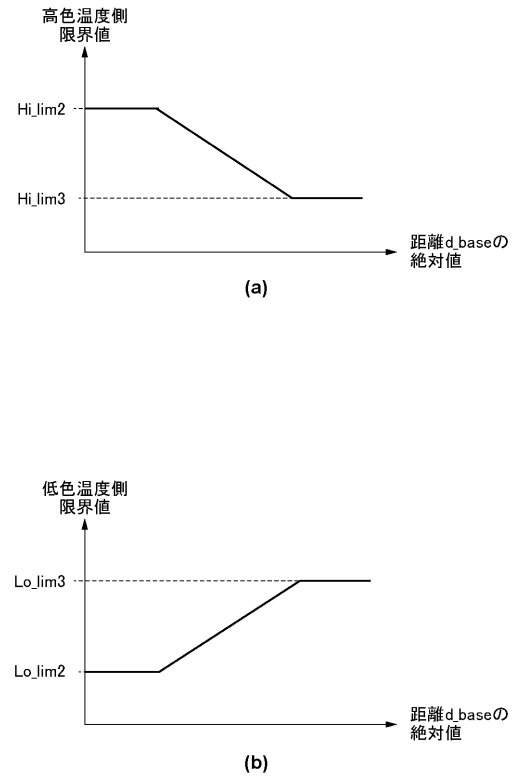 高色温度側
限界値
Hi_lim2
Hi_lim3
距離d_baseの
絶対値
(a)
低色温度側
限界値
Lo_lim3
Lo_lim2
距離d_baseの
絶対値
(b)